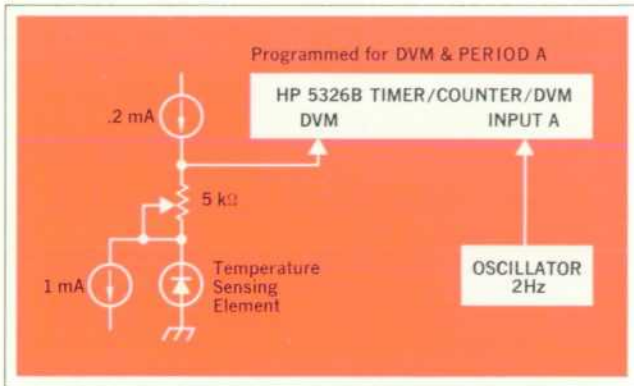 Programmed for DVM & PERIOD A
HP 5326B TIMER/COUNTER/DVM
DVM INPUT A
.2 mA
5 kΩ
1 mA
Temperature
Sensing
Element
OSCILLATOR
2Hz